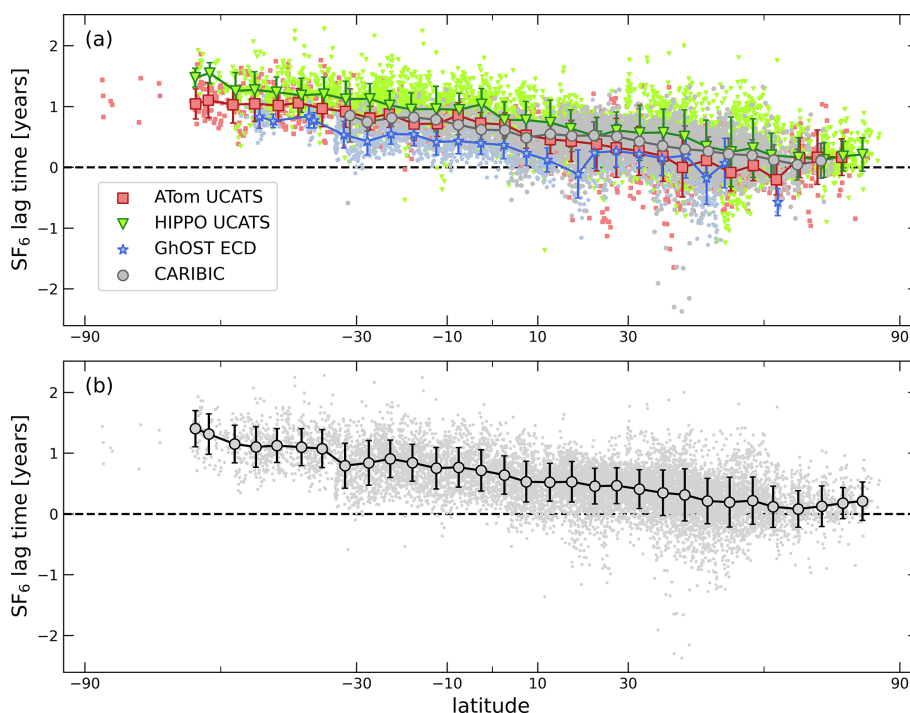 (a)
SF₆ lag time [years]
2
1
0
−1
−2
ATom UCATS
HIPPO UCATS
GhOST ECD
CARIBIC
−90
−30
−10
10
30
90
(b)
SF₆ lag time [years]
2
1
0
−1
−2
−90
−30
−10
10
30
90
latitude